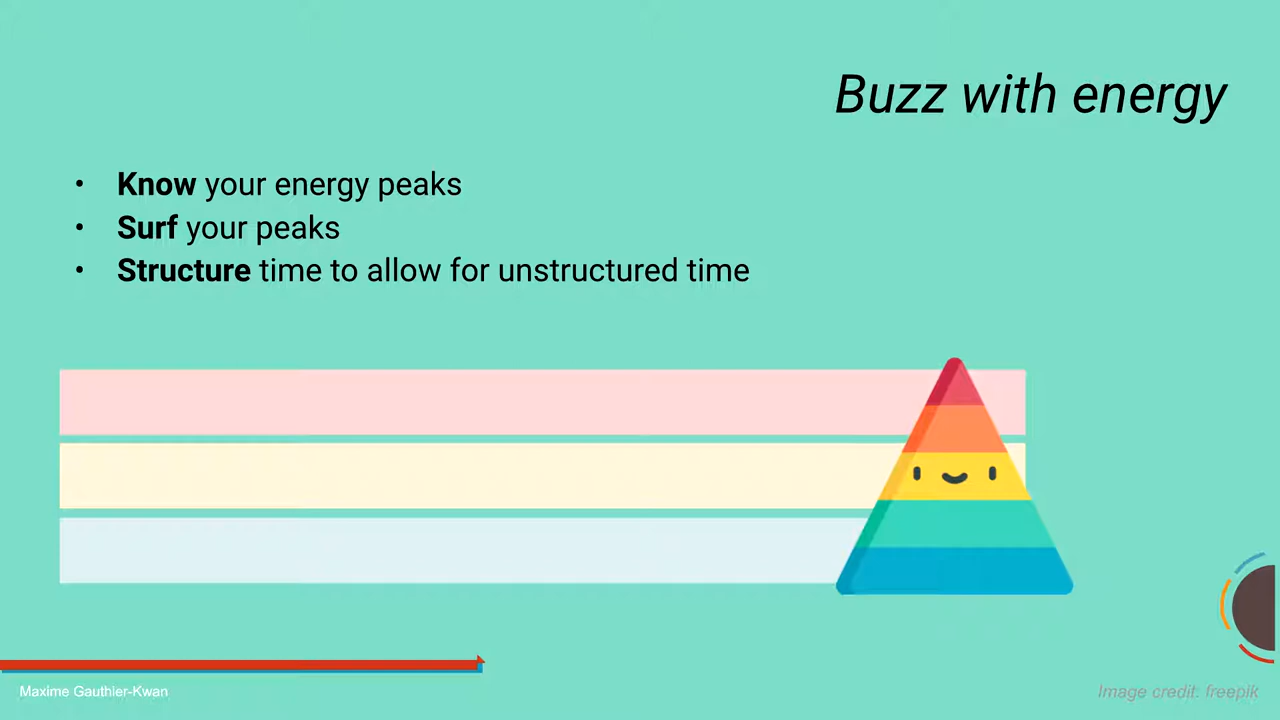 Buzz with energy
• Know your energy peaks
• Surf your peaks
• Structure time to allow for unstructured time
Maxime Gauthier-Kwan
Image credit: freepik